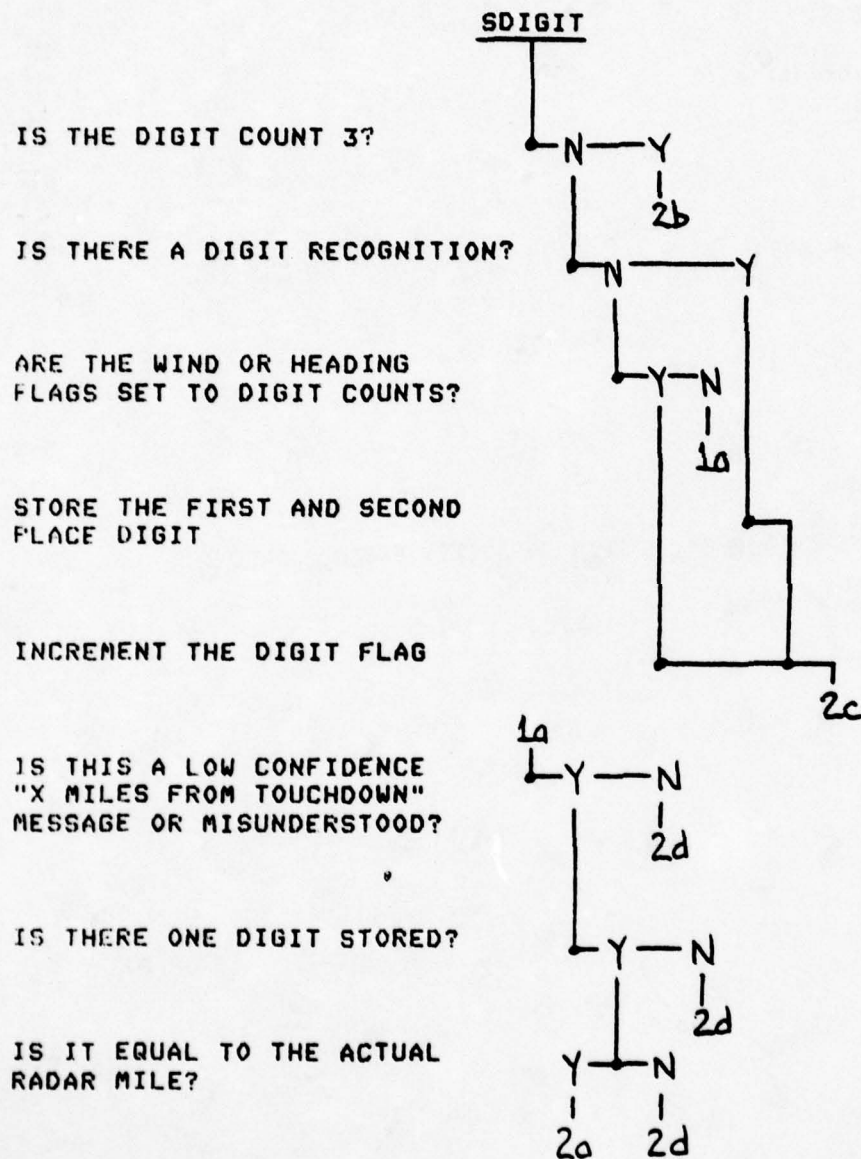 SDIGIT
IS THE DIGIT COUNT 3?
N Y
2b
IS THERE A DIGIT RECOGNITION?
N Y
ARE THE WIND OR HEADING
FLAGS SET TO DIGIT COUNTS?
Y N
1a
STORE THE FIRST AND SECOND
PLACE DIGIT
INCREMENT THE DIGIT FLAG
2c
1a
IS THIS A LOW CONFIDENCE
"X MILES FROM TOUCHDOWN"
MESSAGE OR MISUNDERSTOOD?
Y N
2d
IS THERE ONE DIGIT STORED?
Y N
2d
IS IT EQUAL TO THE ACTUAL
RADAR MILE?
Y N
2a 2d